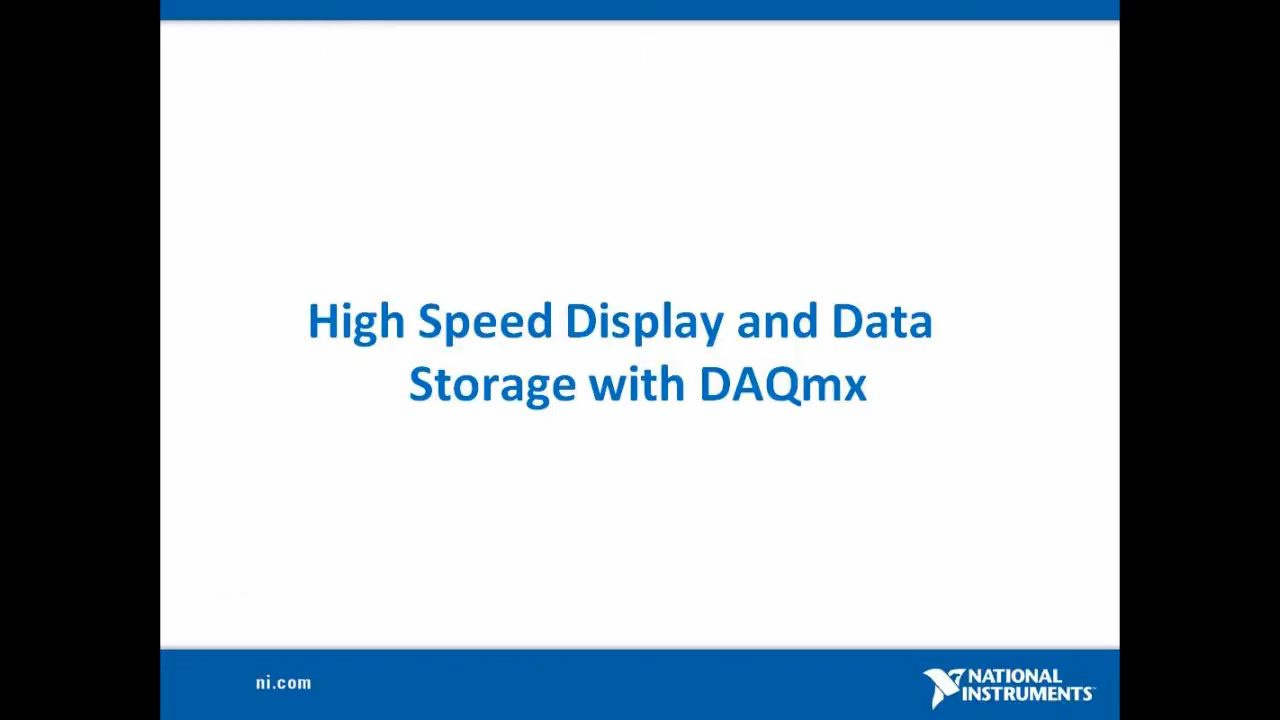 High Speed Display and Data
Storage with DAQmx
ni.com
NATIONAL
INSTRUMENTS